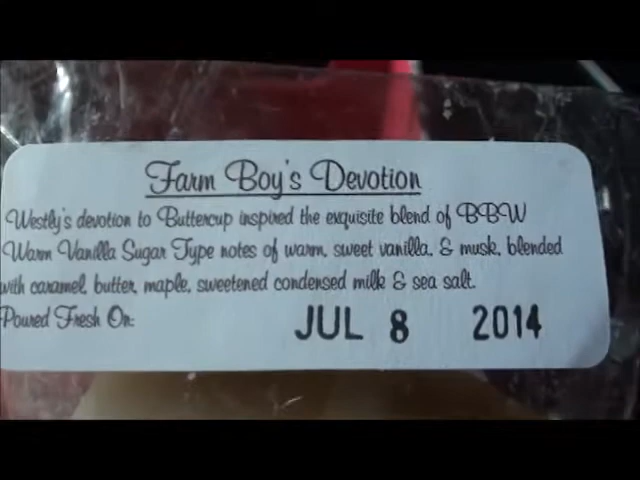 Farm Boy's Devotion
Westly's devotion to Buttercup inspired the exquisite blend of BBW
Warm Vanilla Sugar Type notes of warm, sweet vanilla, & musk, blended
with caramel, butter, maple, sweetened condensed milk & sea salt.
Poured Fresh On: JUL 8 2014